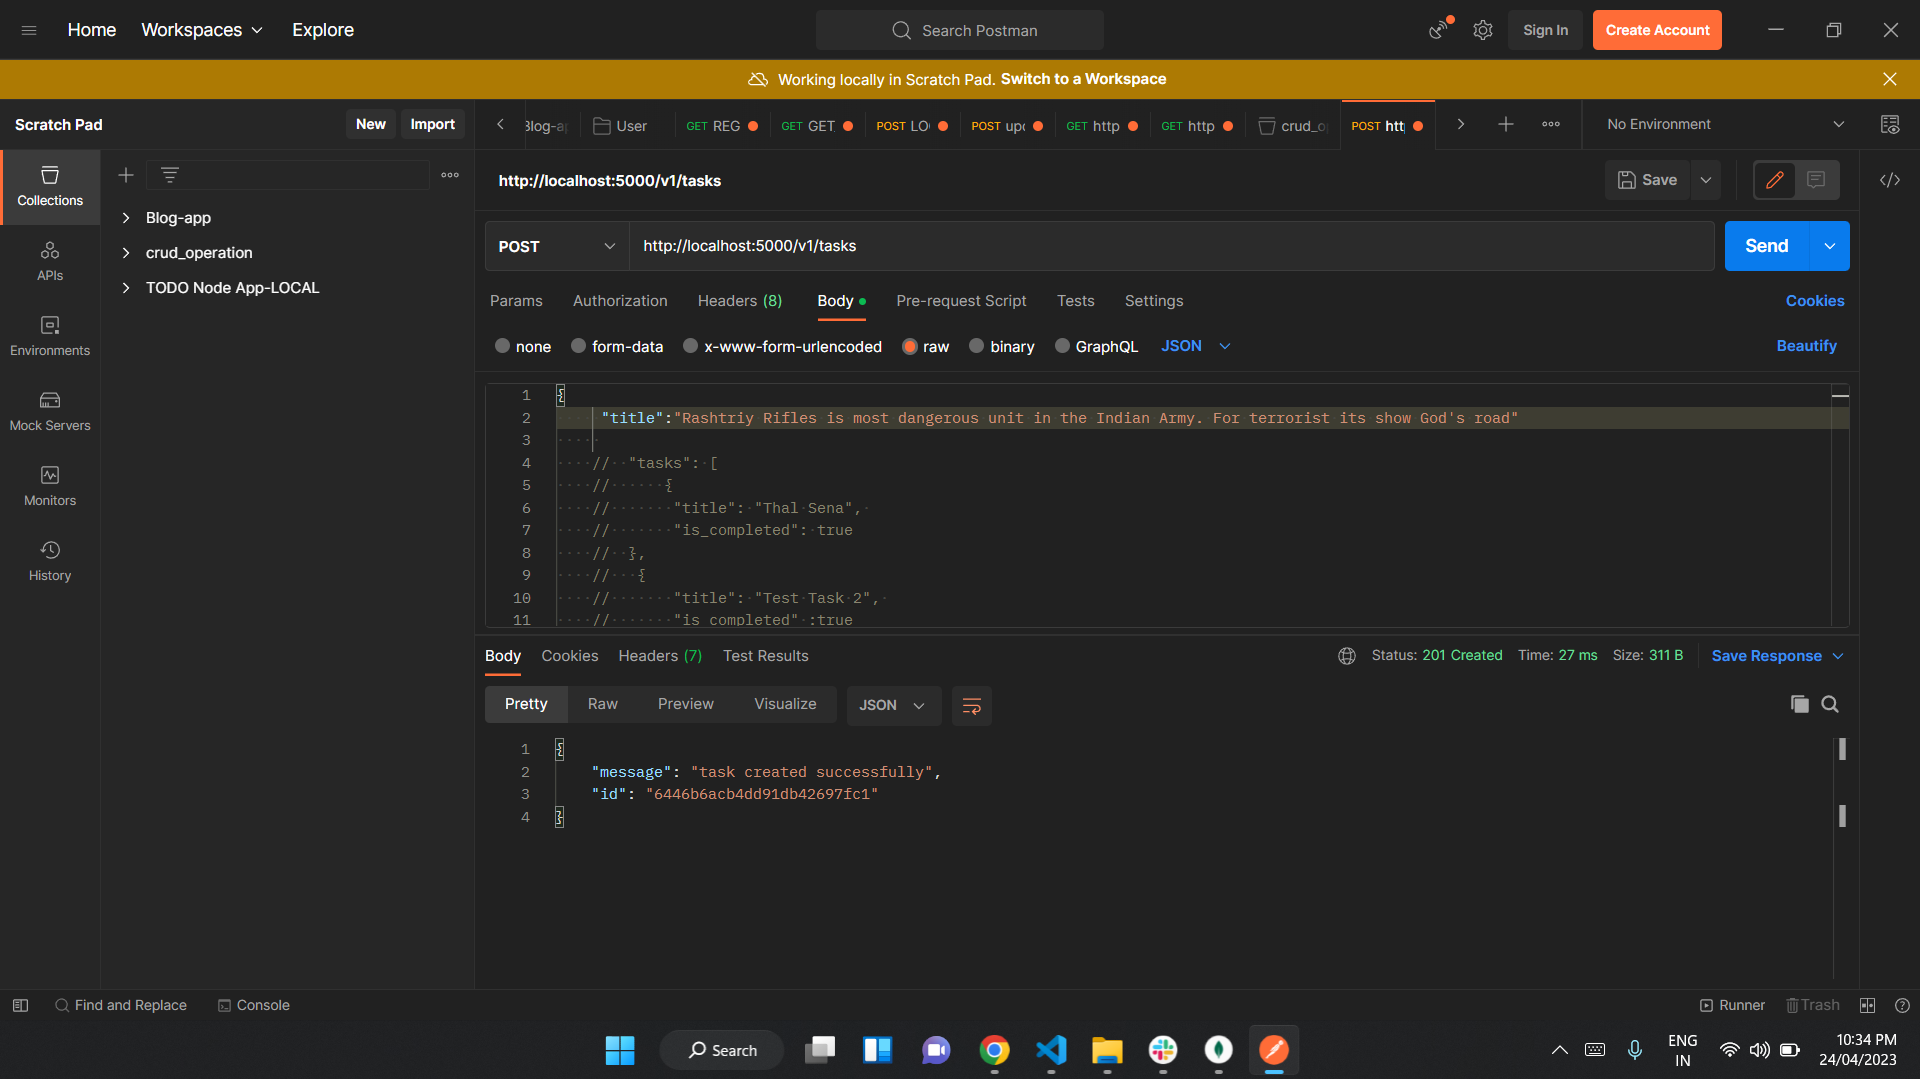 Home
Workspaces
Explore
Search Postman
Sign In
Create Account
Working locally in Scratch Pad. Switch to a Workspace
Scratch Pad
New
Import
Blog-ap
User
GET REG
GET GET
POST LO
POST upd
GET http
GET http
crud_o
POST htt
No Environment
Collections
APIs
Environments
Mock Servers
Monitors
History
Blog-app
crud_operation
TODO Node App-LOCAL
http://localhost:5000/v1/tasks
Save
POST
http://localhost:5000/v1/tasks
Send
Params
Authorization
Headers (8)
Body
Pre-request Script
Tests
Settings
Cookies
none
form-data
x-www-form-urlencoded
raw
binary
GraphQL
JSON
Beautify
1 {
2 "title":"Rashtriy Rifles is most dangerous unit in the Indian Army. For terrorist its show God's road"
3
4 // "tasks": [
5 // {
6 // "title": "Thal Sena",
7 // "is_completed": true
8 // },
9 // {
10 // "title": "Test Task 2",
11 // "is_completed" :true
Body
Cookies
Headers (7)
Test Results
Status: 201 Created
Time: 27 ms
Size: 311 B
Save Response
Pretty
Raw
Preview
Visualize
JSON
1 {
2 "message": "task created successfully",
3 "id": "6446b6acb4dd91db42697fc1"
4 }
Find and Replace
Console
Runner
Trash
Search
ENG
IN
10:34 PM
24/04/2023